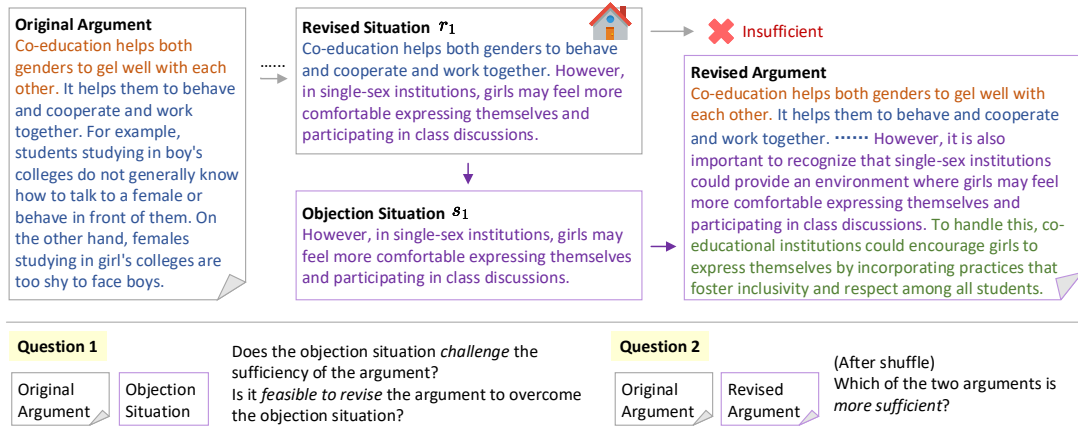 Original Argument
Co-education helps both
genders to gel well with each
other. It helps them to behave
and cooperate and work
together. For example,
students studying in boy's
colleges do not generally know
how to talk to a female or
behave in front of them. On
the other hand, females
studying in girl's colleges are
too shy to face boys.
......
Revised Situation r1
Co-education helps both genders to behave
and cooperate and work together. However,
in single-sex institutions, girls may feel more
comfortable expressing themselves and
participating in class discussions.
Insufficient
Objection Situation s1
However, in single-sex institutions, girls may
feel more comfortable expressing themselves
and participating in class discussions.
Revised Argument
Co-education helps both genders to gel well with
each other. It helps them to behave and cooperate
and work together. ······ However, it is also
important to recognize that single-sex institutions
could provide an environment where girls may feel
more comfortable expressing themselves and
participating in class discussions. To handle this, co-
educational institutions could encourage girls to
express themselves by incorporating practices that
foster inclusivity and respect among all students.
Question 1
Original
Argument
Objection
Situation
Does the objection situation challenge the
sufficiency of the argument?
Is it feasible to revise the argument to overcome
the objection situation?
Question 2
Original
Argument
Revised
Argument
(After shuffle)
Which of the two arguments is
more sufficient?